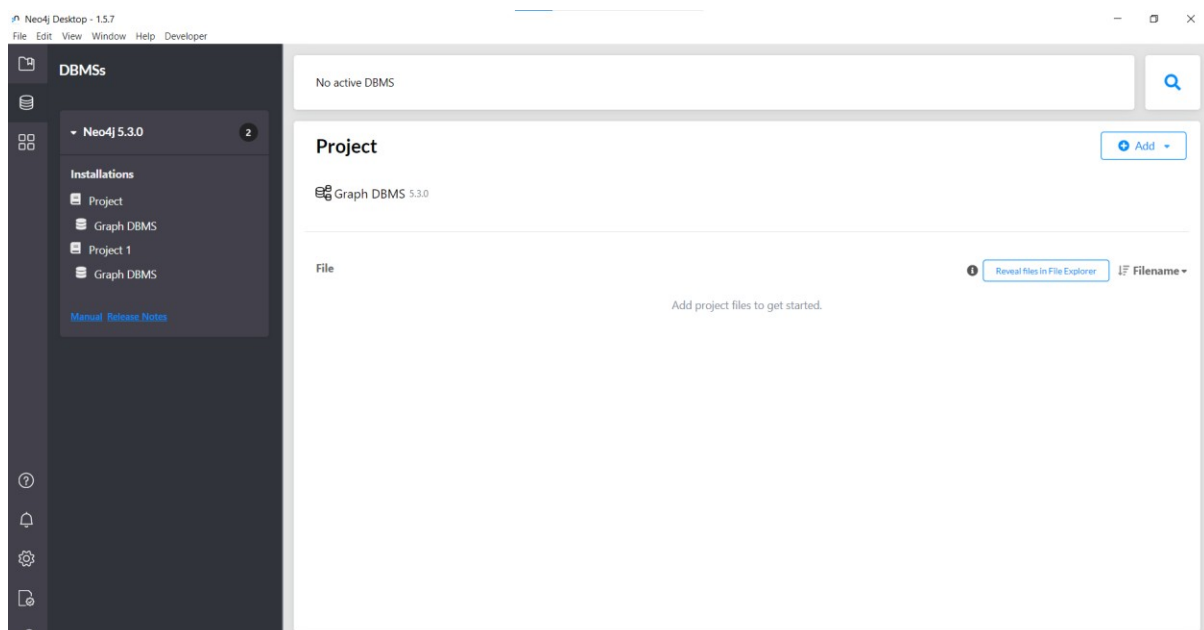 Neo4j Desktop - 1.5.7
File Edit View Window Help Developer
DBMSs
Neo4j 5.3.0 2
Installations
Project
Graph DBMS
Project 1
Graph DBMS
Manual Release Notes
No active DBMS
Project
Add
Graph DBMS 5.3.0
File
Reveal files in File Explorer Filename
Add project files to get started.